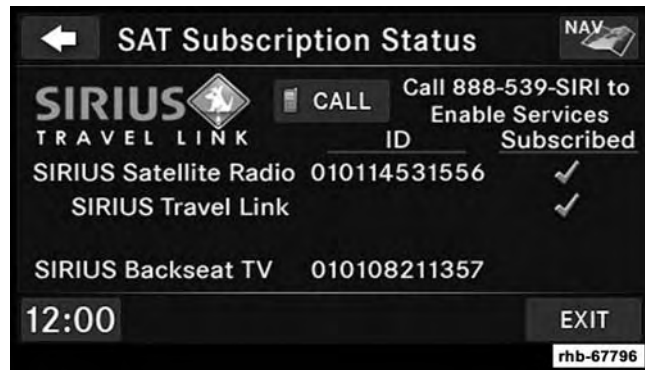 SAT Subscription Status
NAV
SIRIUS
TRAVEL LINK
CALL
Call 888-539-SIRI to
Enable Services
ID Subscribed
SIRIUS Satellite Radio 010114531556
SIRIUS Travel Link
SIRIUS Backseat TV 010108211357
12:00 EXIT
rhb-67796